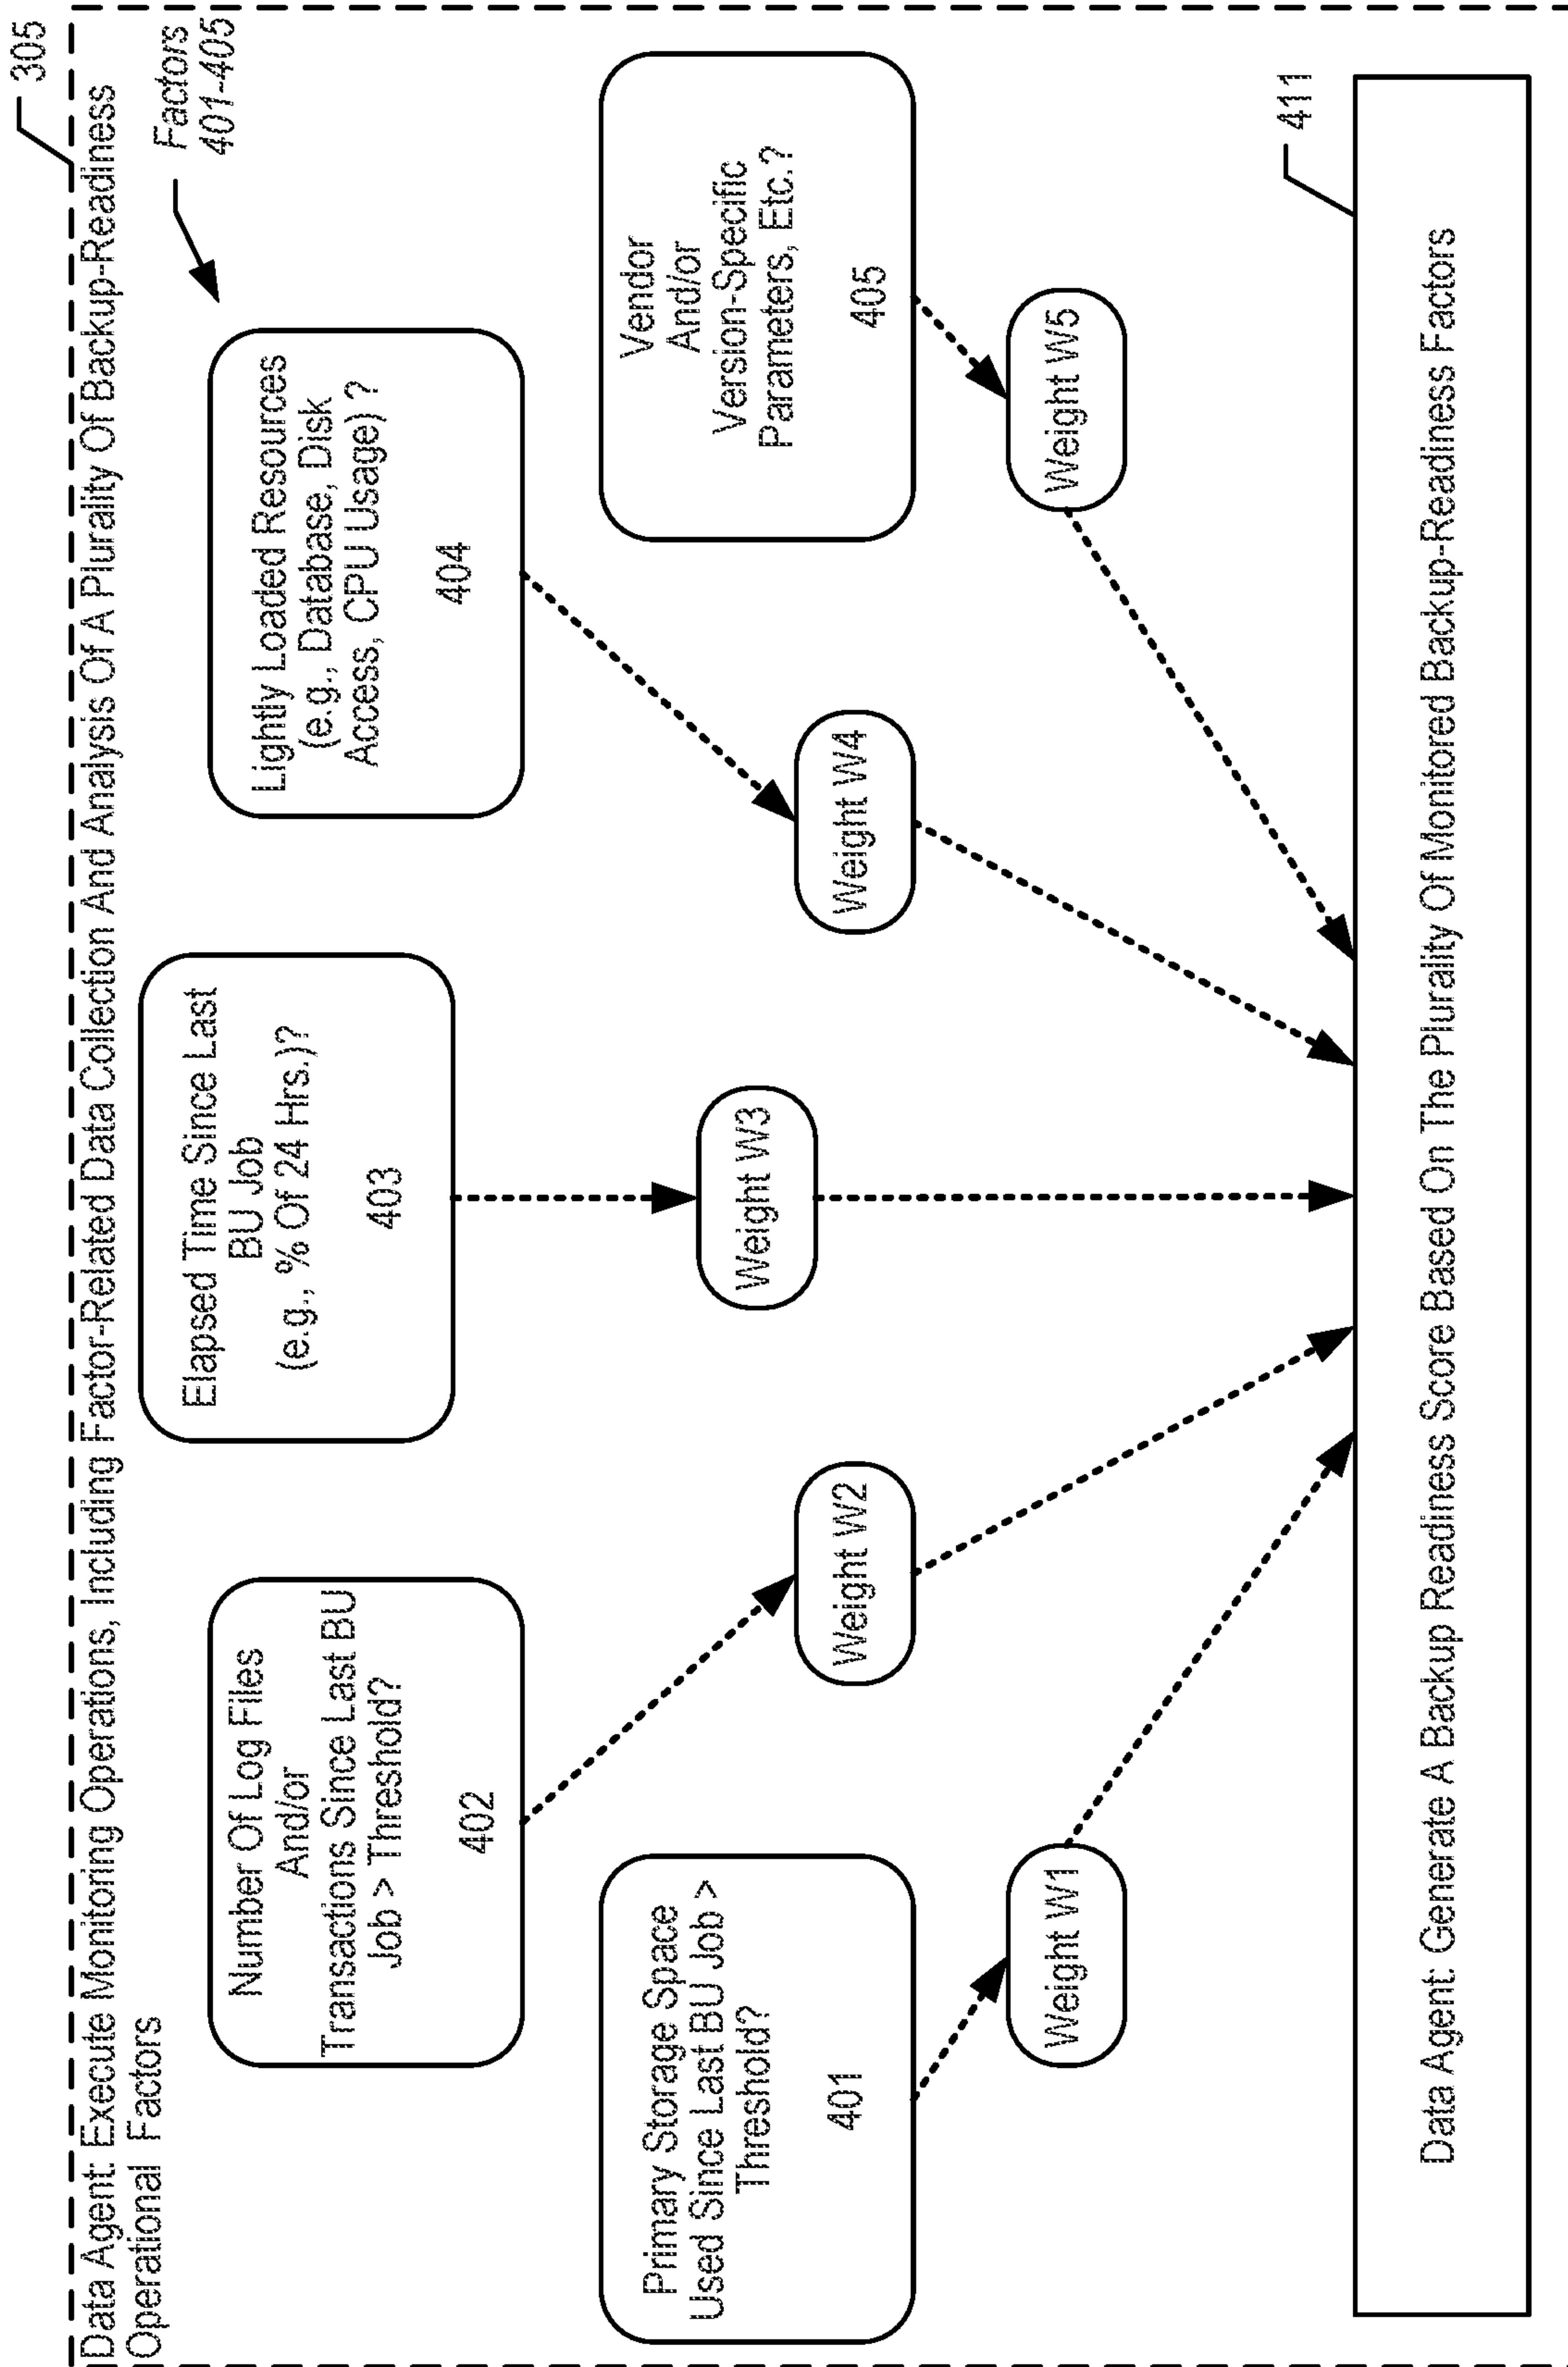 305
Data Agent: Execute Monitoring Operations, Including Factor-Related Data Collection And Analysis Of A Plurality Of Backup-Readiness
Operational Factors
Factors
401-405
Elapsed Time Since Last
BU Job
(e.g., % Of 24 Hrs.)?
403
Number Of Log Files
And/or
Transactions Since Last BU
Job > Threshold?
402
Lightly Loaded Resources
(e.g., Database, Disk
Access, CPU Usage) ?
404
Primary Storage Space
Used Since Last BU Job >
Threshold?
401
Vendor
And/or
Version-Specific
Parameters, Etc.?
405
Weight W3
Weight W2
Weight W4
Weight W1
Weight W5
411
Data Agent: Generate A Backup Readiness Score Based On The Plurality Of Monitored Backup-Readiness Factors